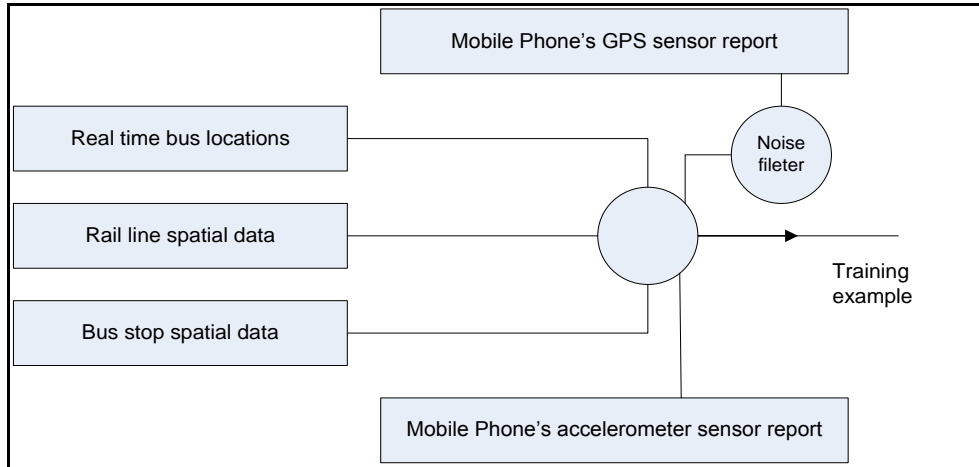 Mobile Phone's GPS sensor report
Real time bus locations
Noise
fileter
Rail line spatial data
Training
example
Bus stop spatial data
Mobile Phone's accelerometer sensor report